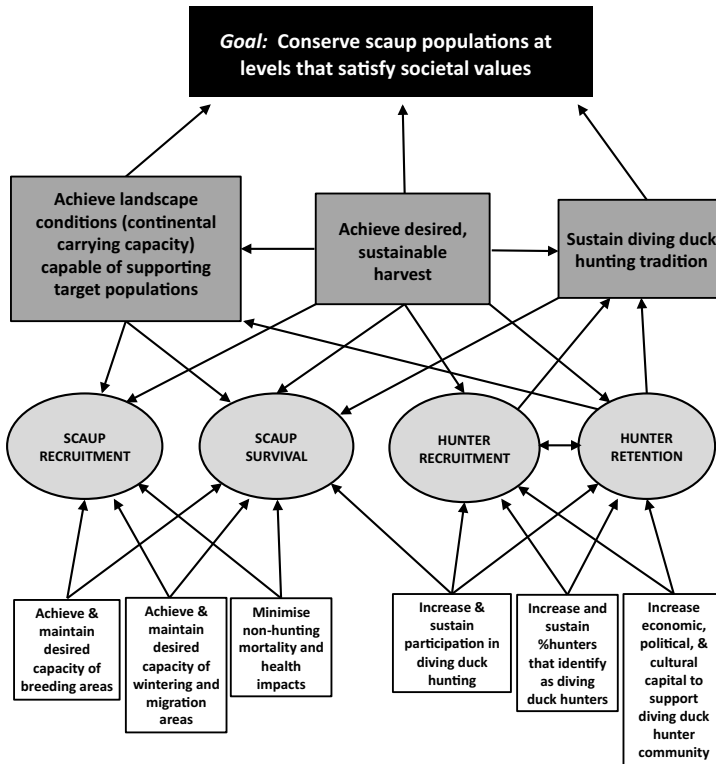 Goal: Conserve scaup populations at
levels that satisfy societal values
Achieve landscape
conditions (continental
carrying capacity)
capable of supporting
target populations
Achieve desired,
sustainable
harvest
Sustain diving duck
hunting tradition
SCAUP
RECRUITMENT
SCAUP
SURVIVAL
HUNTER
RECRUITMENT
HUNTER
RETENTION
Achieve &
maintain
desired
capacity of
breeding areas
Achieve &
maintain
desired
capacity of
wintering and
migration
areas
Minimise
non-hunting
mortality and
health
impacts
Increase &
sustain
participation in
diving duck
hunting
Increase and
sustain
%hunters
that identify
as diving
duck hunters
Increase
economic,
political, &
cultural
capital to
support
diving duck
hunter
community